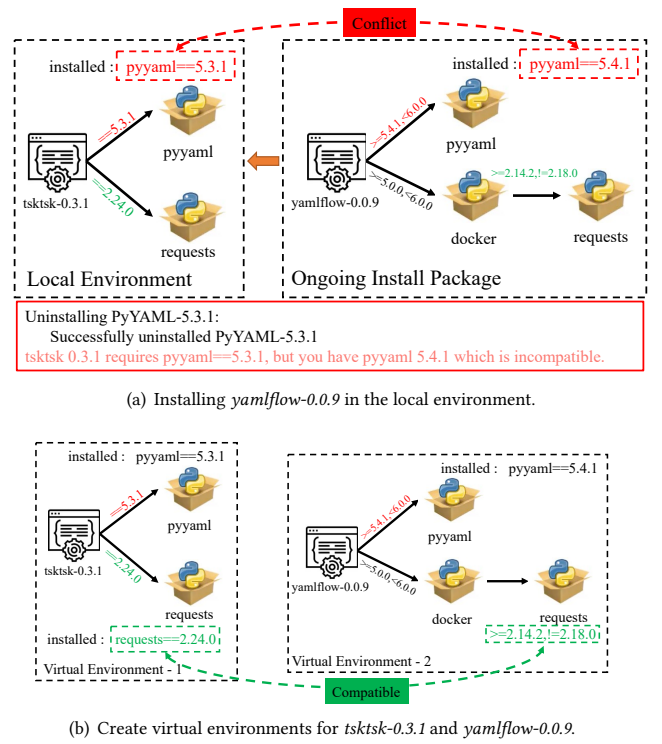 Conflict
installed : pyyaml==5.3.1
==5.3.1
pyyaml
tsktsk-0.3.1
==2.24.0
requests
Local Environment
installed : pyyaml==5.4.1
>=5.4.1,<6.0.0
pyyaml
yamlflow-0.0.9
>=5.0.0,<6.0.0
>=2.14.2,!=2.18.0
docker
requests
Ongoing Install Package
Uninstalling PyYAML-5.3.1:
Successfully uninstalled PyYAML-5.3.1
tsktsk 0.3.1 requires pyyaml==5.3.1, but you have pyyaml 5.4.1 which is incompatible.
(a) Installing yamlflow-0.0.9 in the local environment.
installed : pyyaml==5.3.1
==5.3.1
pyyaml
tsktsk-0.3.1
==2.24.0
requests
installed : requests==2.24.0
Virtual Environment - 1
installed : pyyaml==5.4.1
>=5.4.1,<6.0.0
pyyaml
yamlflow-0.0.9
>=5.0.0,<6.0.0
docker
requests
>=2.14.2,!=2.18.0
Virtual Environment - 2
Compatible
(b) Create virtual environments for tsktsk-0.3.1 and yamlflow-0.0.9.